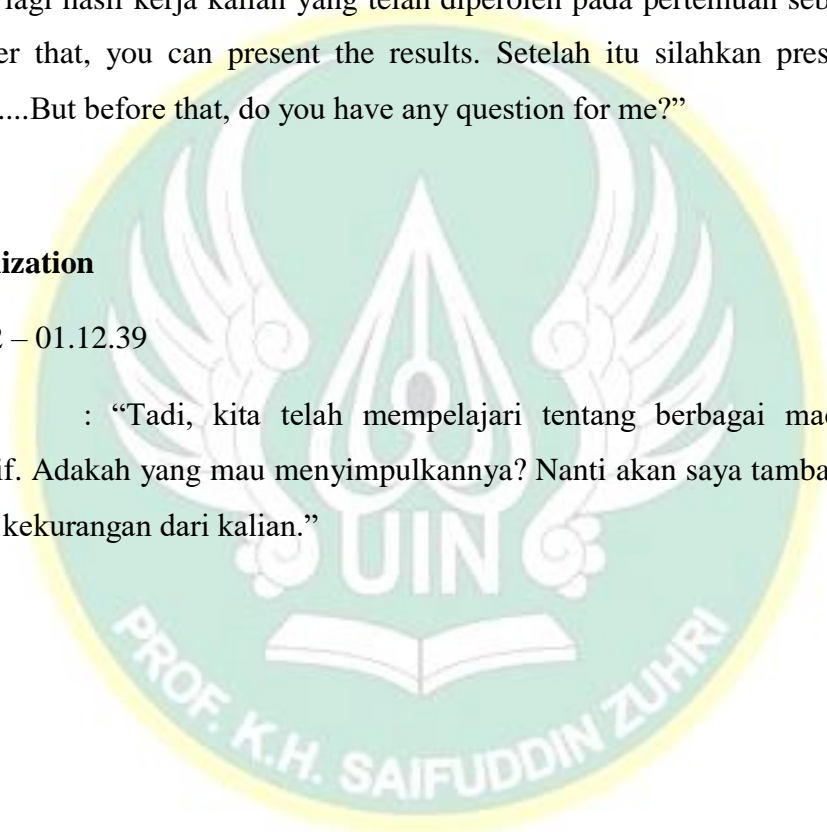 lagi hasil kerja kalian yang telah diperoleh pada pertemuan seb
er that, you can present the results. Setelah itu silahkan pres
....But before that, do you have any question for me?”
ization
– 01.12.39
: “Tadi, kita telah mempelajari tentang berbagai mac
if. Adakah yang mau menyimpulkannya? Nanti akan saya tamba
kekurangan dari kalian.”
UIN
PROF. K.H. SAIFUDDIN ZUHRI